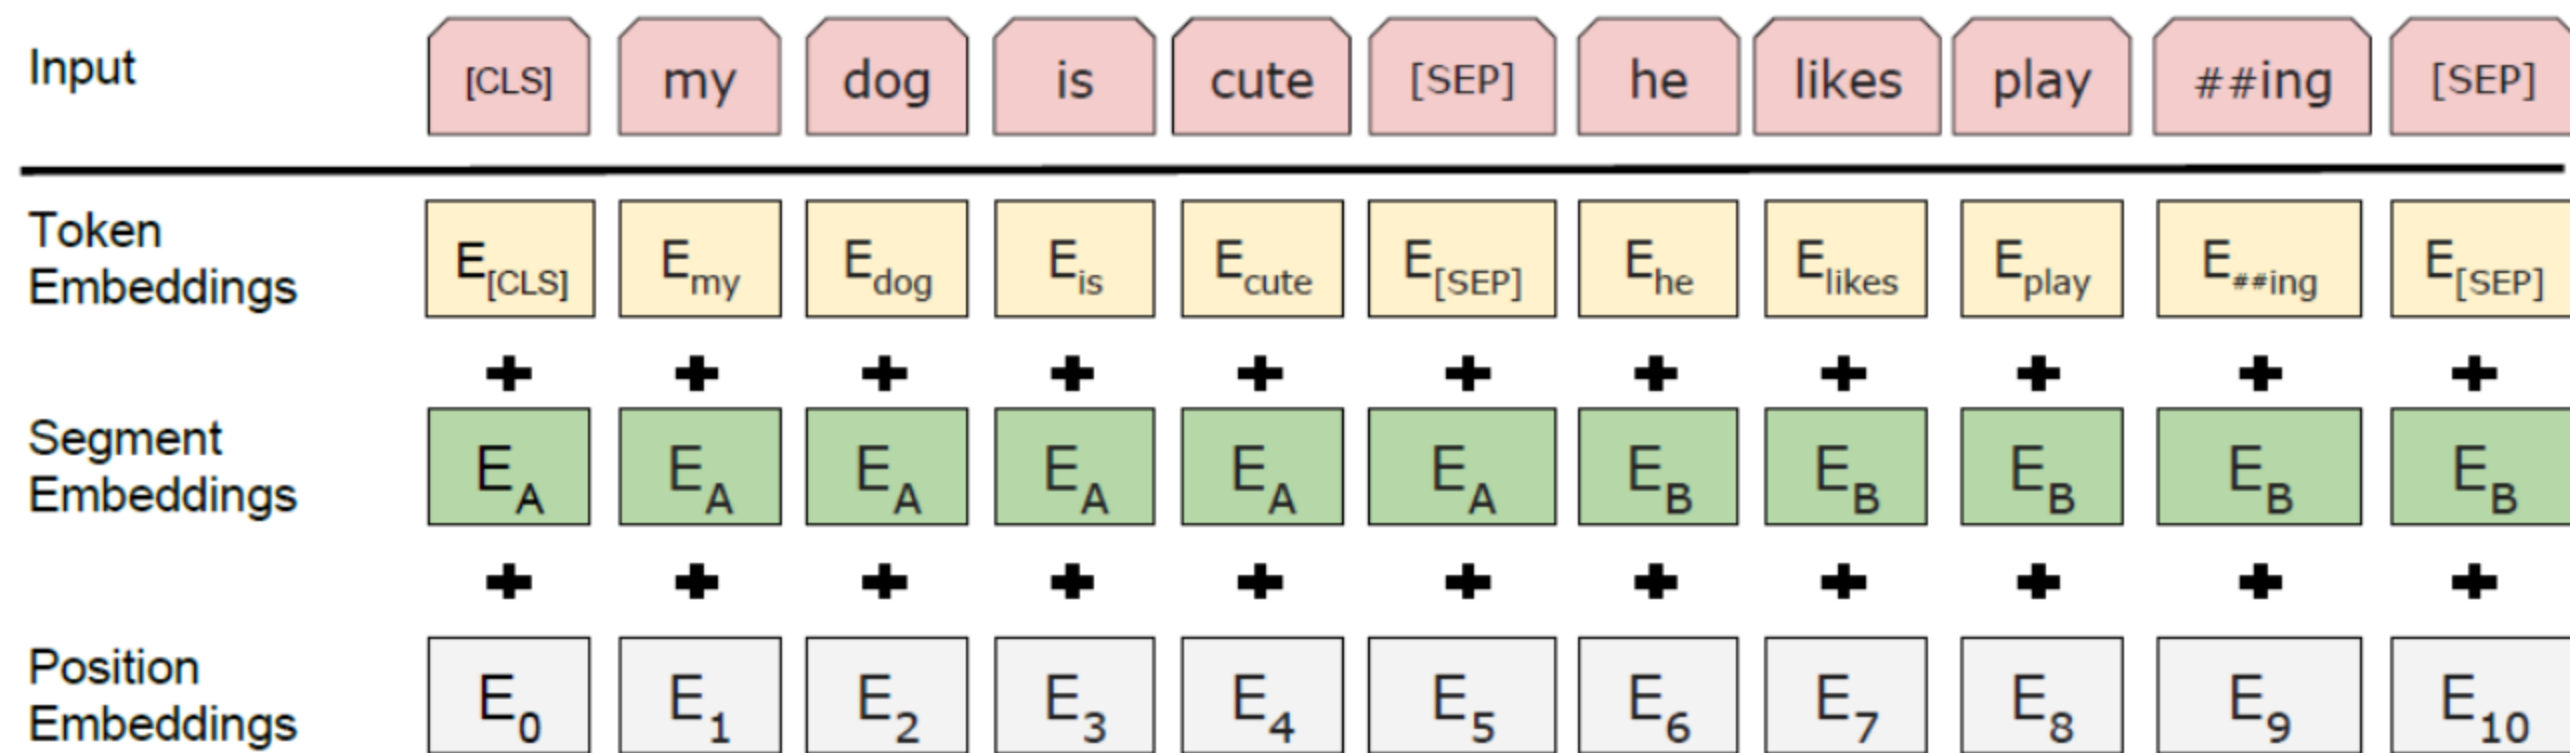 Input [CLS] my dog is cute [SEP] he likes play ##ing [SEP]
Token
Embeddings E[CLS] Emy Edog Eis Ecute E[SEP] Ehe Elikes Eplay E##ing E[SEP]
+ + + + + + + + + + +
Segment
Embeddings EA EA EA EA EA EA EB EB EB EB EB
+ + + + + + + + + + +
Position
Embeddings E0 E1 E2 E3 E4 E5 E6 E7 E8 E9 E10